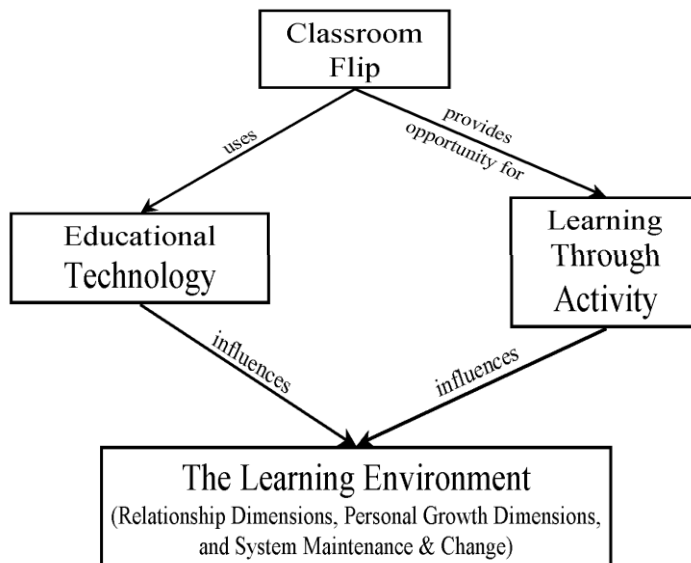 Classroom
Flip
uses
provides
opportunity for
Educational
Technology
Learning
Through
Activity
influences
influences
The Learning Environment
(Relationship Dimensions, Personal Growth Dimensions,
and System Maintenance & Change)